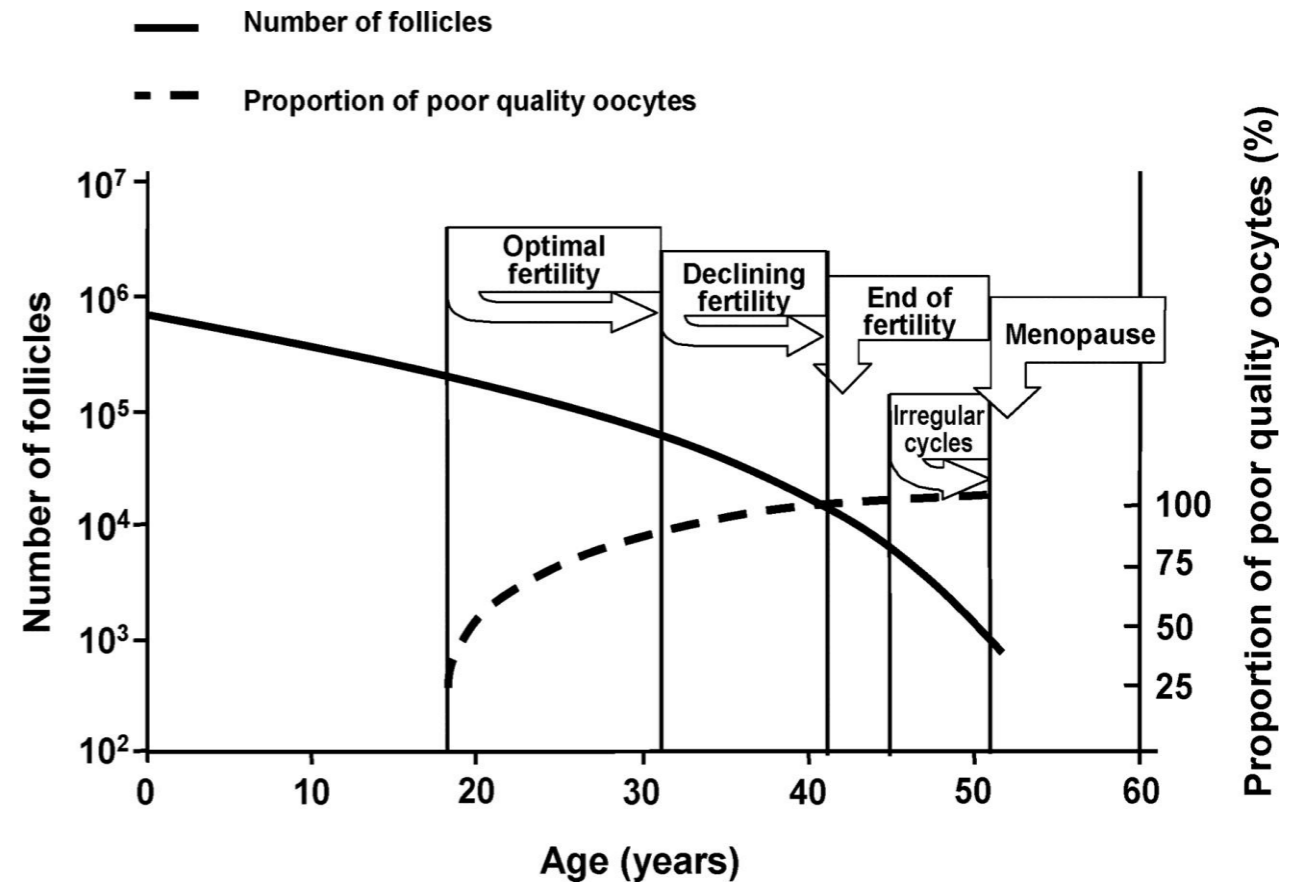 Number of follicles
Proportion of poor quality oocytes
Number of follicles
10⁷
10⁶
10⁵
10⁴
10³
10²
Optimal
fertility
Declining
fertility
End of
fertility
Menopause
Irregular
cycles
100
75
50
25
Proportion of poor quality oocytes (%)
0 10 20 30 40 50 60
Age (years)